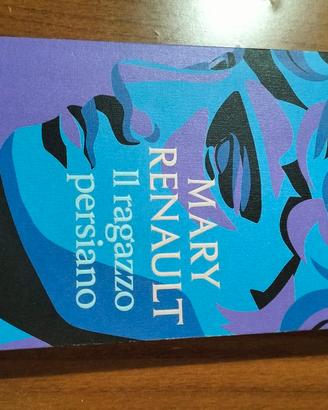 MARY
RENAULT
Il ragazzo
persiano